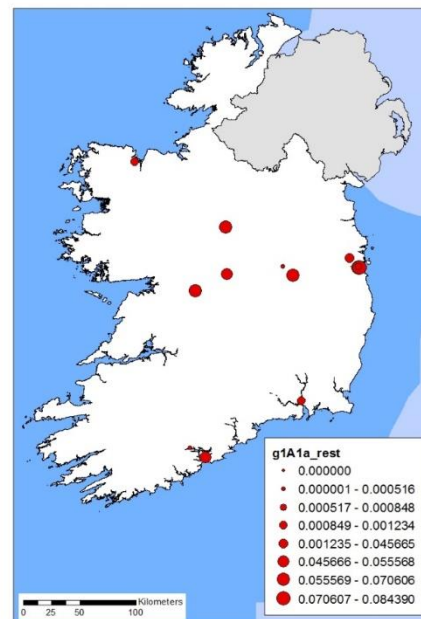 g1A1a_rest
0.000000
0.000001 - 0.000516
0.000517 - 0.000848
0.000849 - 0.001234
0.001235 - 0.045665
0.045666 - 0.055568
0.055569 - 0.070606
0.070607 - 0.084390
Kilometers
0 25 50 100